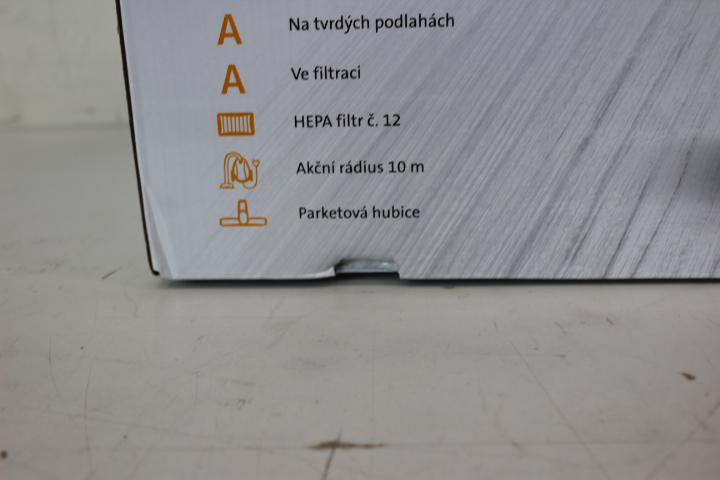 A Na tvrdých podlahách
A Ve filtraci
HEPA filtr č. 12
Akční rádius 10 m
Parketová hubice